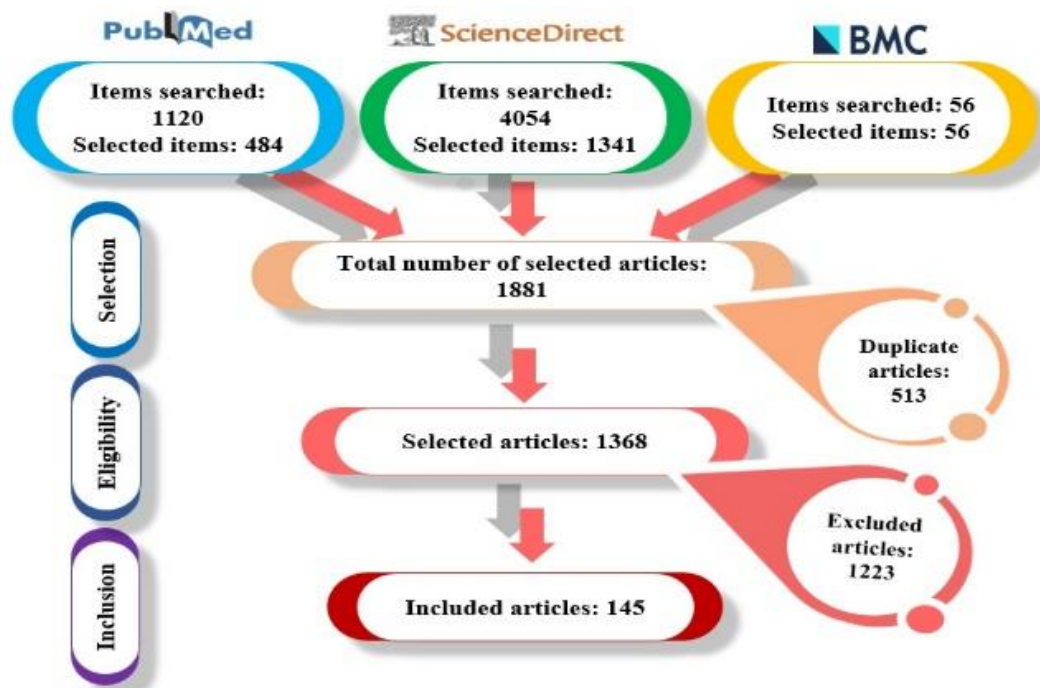 PubMed
ScienceDirect
BMC
Items searched:
1120
Selected items: 484
Items searched:
4054
Selected items: 1341
Items searched: 56
Selected items: 56
Selection
Total number of selected articles:
1881
Duplicate
articles:
513
Eligibility
Selected articles: 1368
Excluded
articles:
1223
Inclusion
Included articles: 145